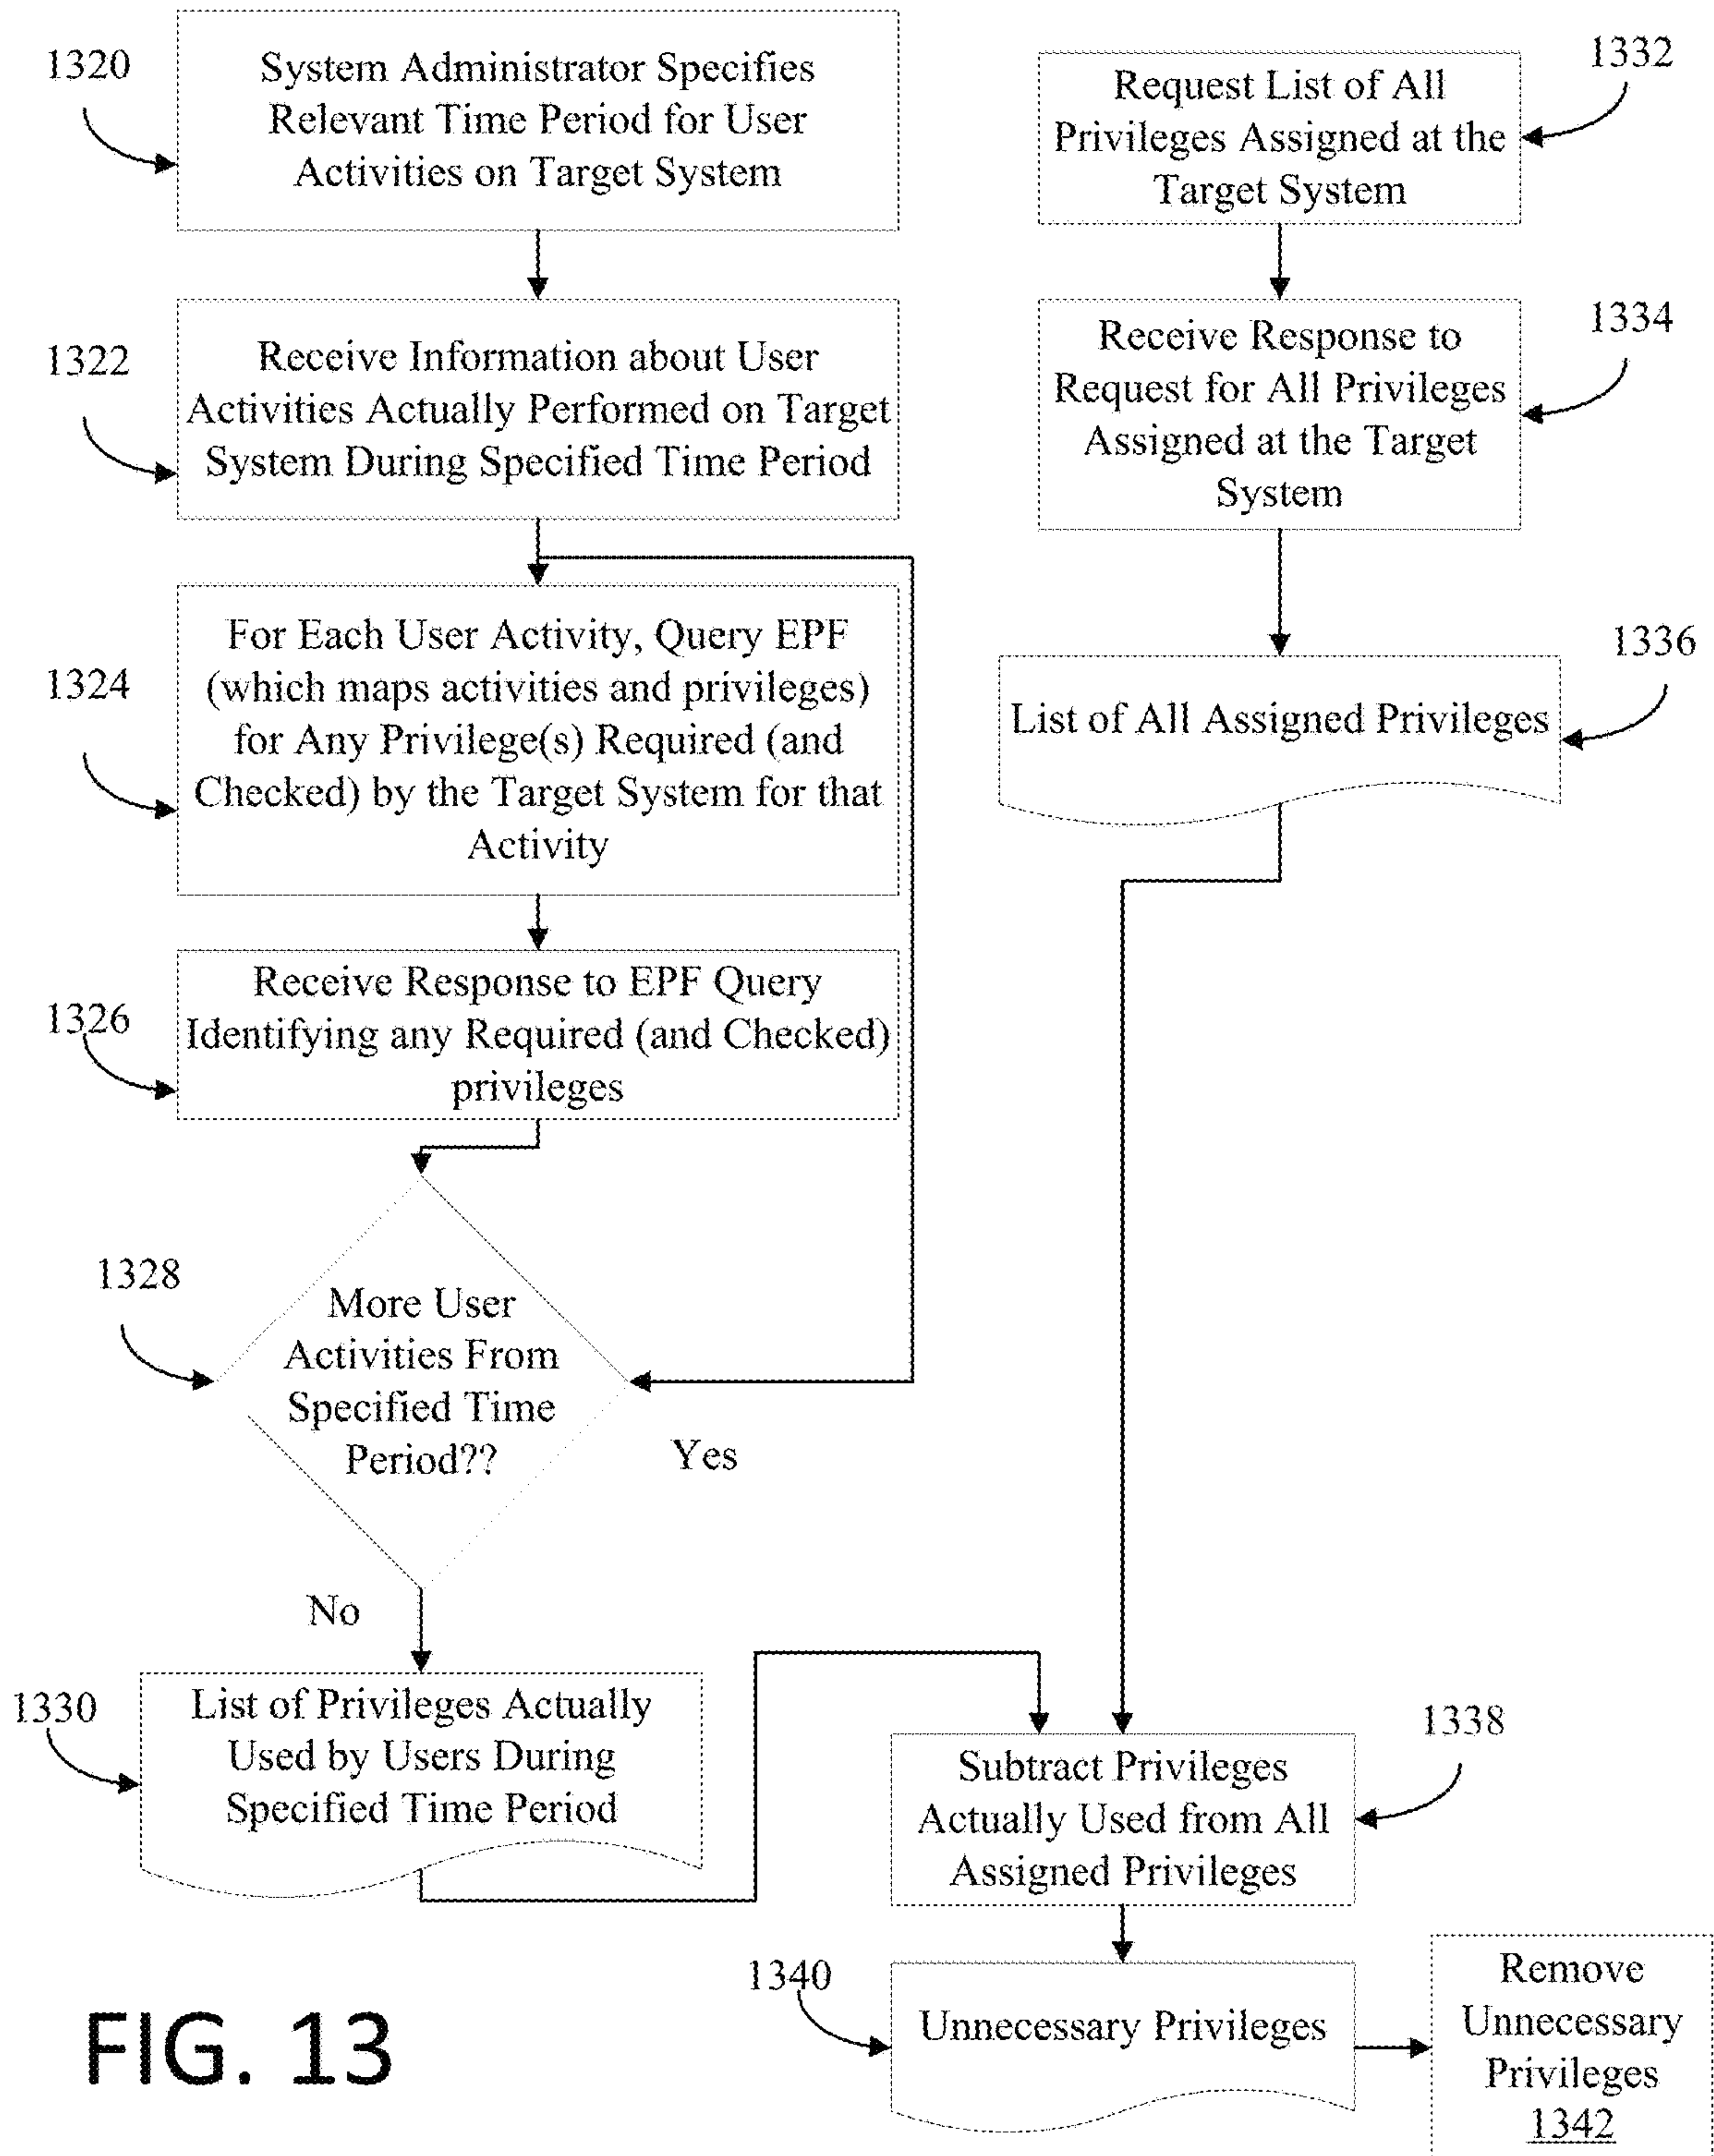 1320
System Administrator Specifies
Relevant Time Period for User
Activities on Target System
1322
Receive Information about User
Activities Actually Performed on Target
System During Specified Time Period
1324
For Each User Activity, Query EPF
(which maps activities and privileges)
for Any Privilege(s) Required (and
Checked) by the Target System for that
Activity
1326
Receive Response to EPF Query
Identifying any Required (and Checked)
privileges
1328
More User
Activities From
Specified Time
Period??
Yes
No
1330
List of Privileges Actually
Used by Users During
Specified Time Period
1332
Request List of All
Privileges Assigned at the
Target System
1334
Receive Response to
Request for All Privileges
Assigned at the Target
System
1336
List of All Assigned Privileges
1338
Subtract Privileges
Actually Used from All
Assigned Privileges
1340
Unnecessary Privileges
Remove
Unnecessary
Privileges
1342
FIG. 13